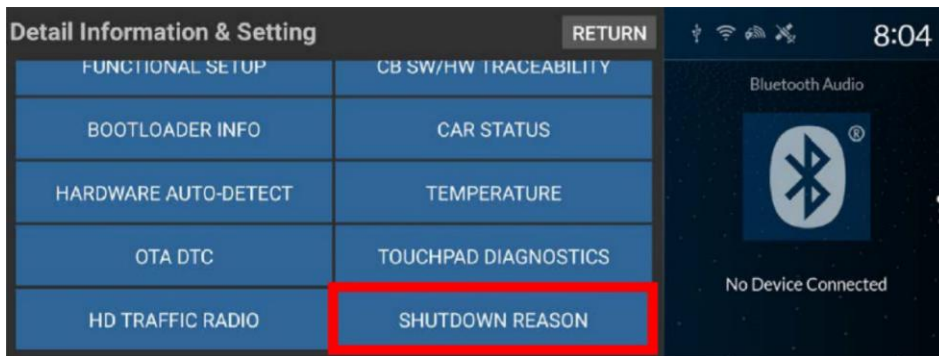 Detail Information & Setting
RETURN
8:04
FUNCTIONAL SETUP
CB SW/HW TRACEABILITY
Bluetooth Audio
BOOTLOADER INFO
CAR STATUS
®
HARDWARE AUTO-DETECT
TEMPERATURE
OTA DTC
TOUCHPAD DIAGNOSTICS
No Device Connected
HD TRAFFIC RADIO
SHUTDOWN REASON